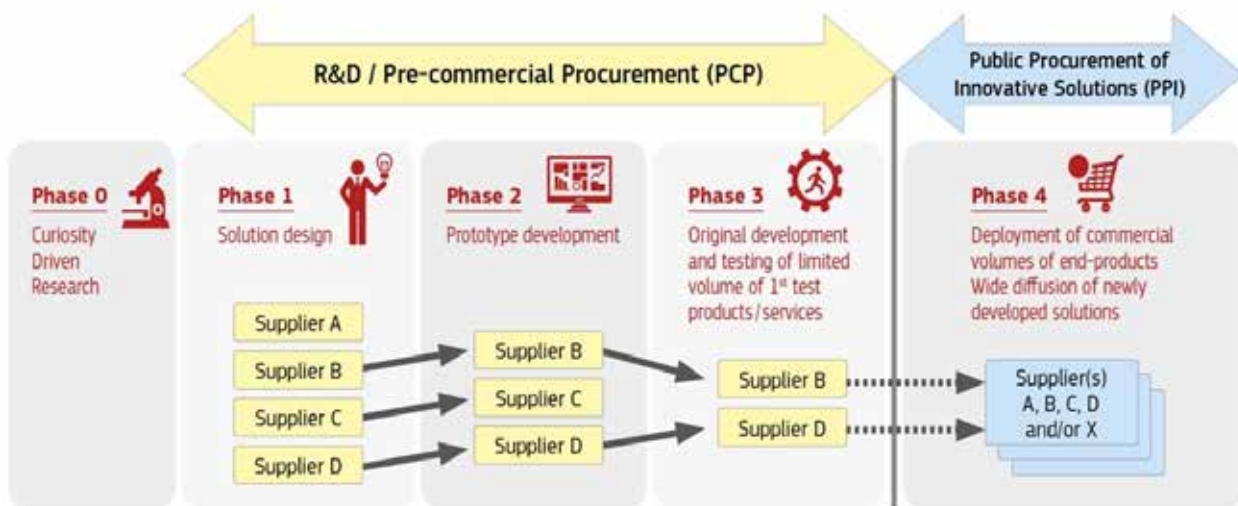 R&D / Pre-commercial Procurement (PCP)
Public Procurement of
Innovative Solutions (PPI)
Phase 0
Curiosity
Driven
Research
Phase 1
Solution design
Supplier A
Supplier B
Supplier C
Supplier D
Phase 2
Prototype development
Supplier B
Supplier C
Supplier D
Phase 3
Original development
and testing of limited
volume of 1st test
products/services
Supplier B
Supplier D
Phase 4
Deployment of commercial
volumes of end-products
Wide diffusion of newly
developed solutions
Supplier(s)
A, B, C, D
and/or X